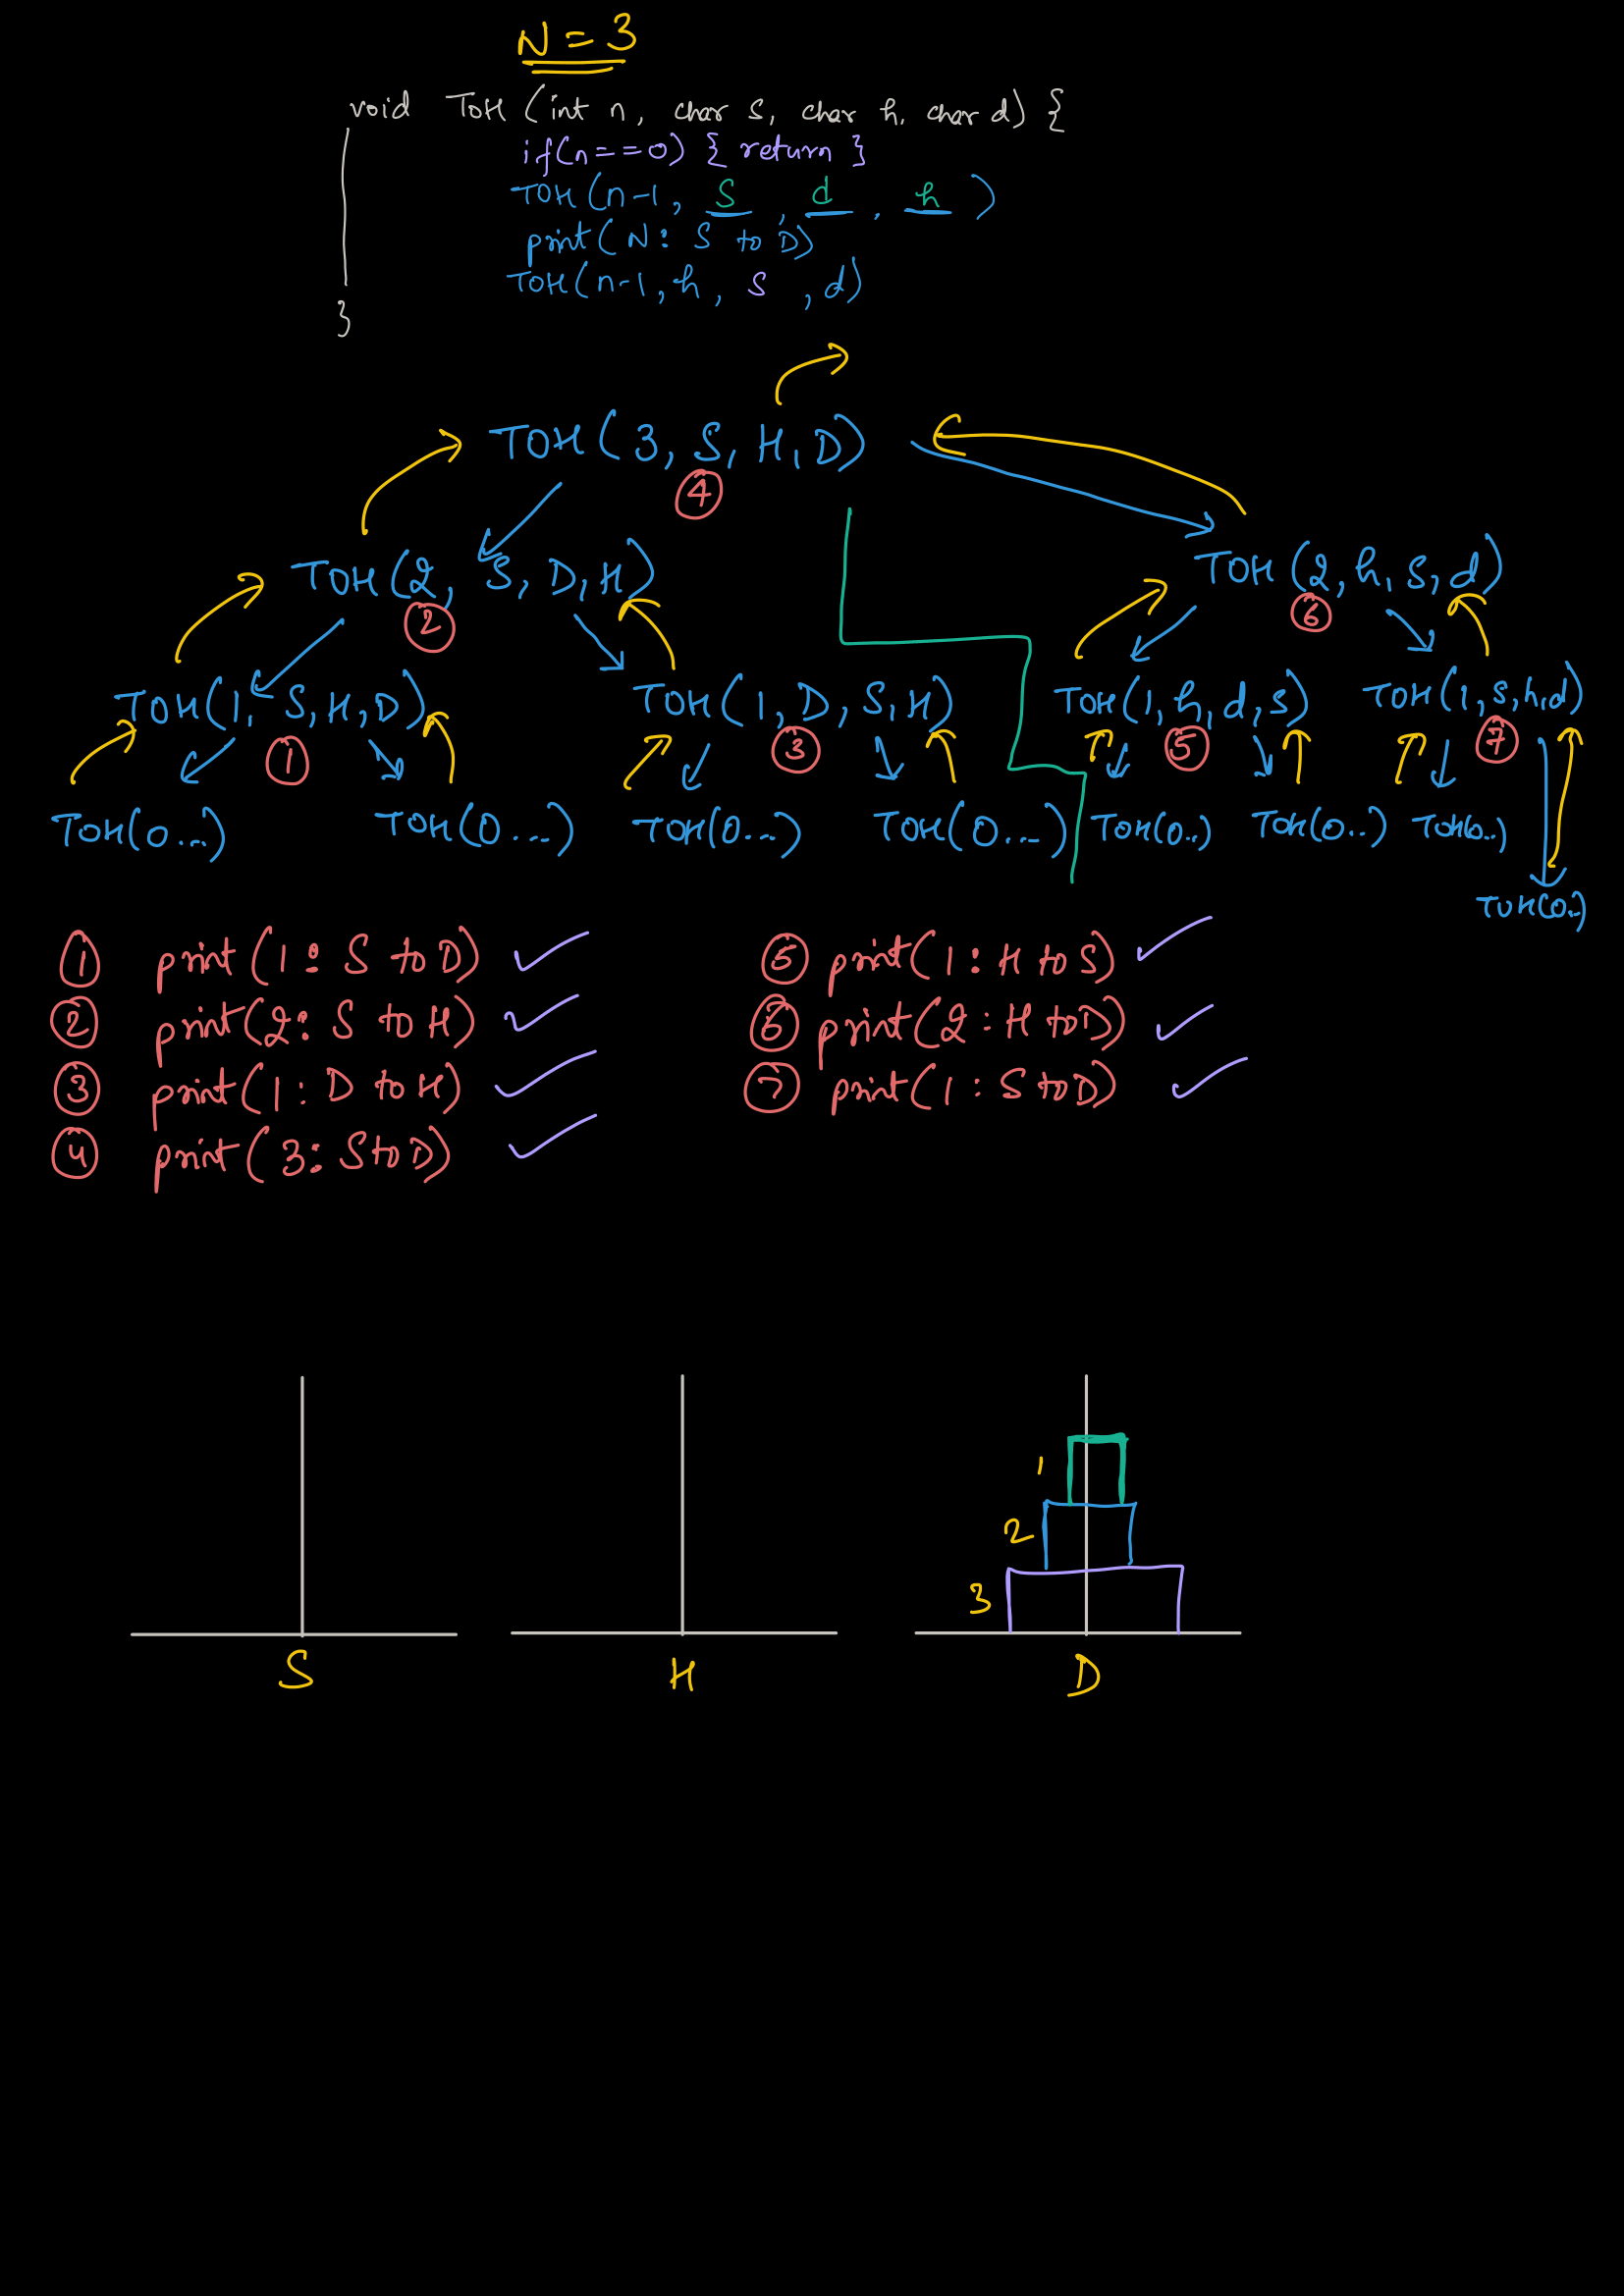 N = 3
void TOH (int n, char s, char h, char d) {
if(n==0) { return }
TOH(n-1, S, d, h)
print(N: S to D)
TOH(n-1, h, S, d)
}
TOH(3, S, H, D)
4
TOH(2, S, D, H)
TOH(2, h, s, d)
2
6
TOH(1, S, H, D)
TOH(1, D, S, H)
TOH(1, h, d, s)
TOH(1, s, h, d)
1
3
5
7
TOH(0...)
TOH(0...)
TOH(0...)
TOH(0...)
TOH(0..)
TOH(0..)
TOH(0..)
TOH(0..)
1 print(1: S to D)
2 print(2: S to H)
3 print(1: D to H)
4 print(3: S to D)
5 print(1: H to S)
6 print(2: H to D)
7 print(1: S to D)
1
2
3
S H D